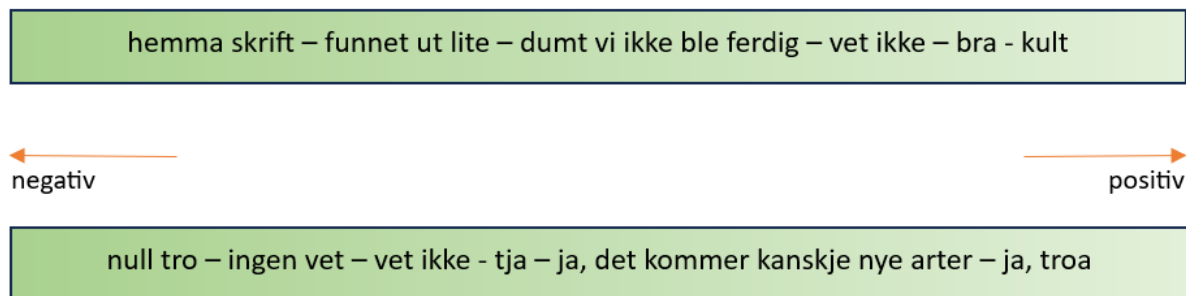 hemma skrift – funnet ut lite – dumt vi ikke ble ferdig – vet ikke – bra - kult
negativ
positiv
null tro – ingen vet – vet ikke - tja – ja, det kommer kanskje nye arter – ja, troa